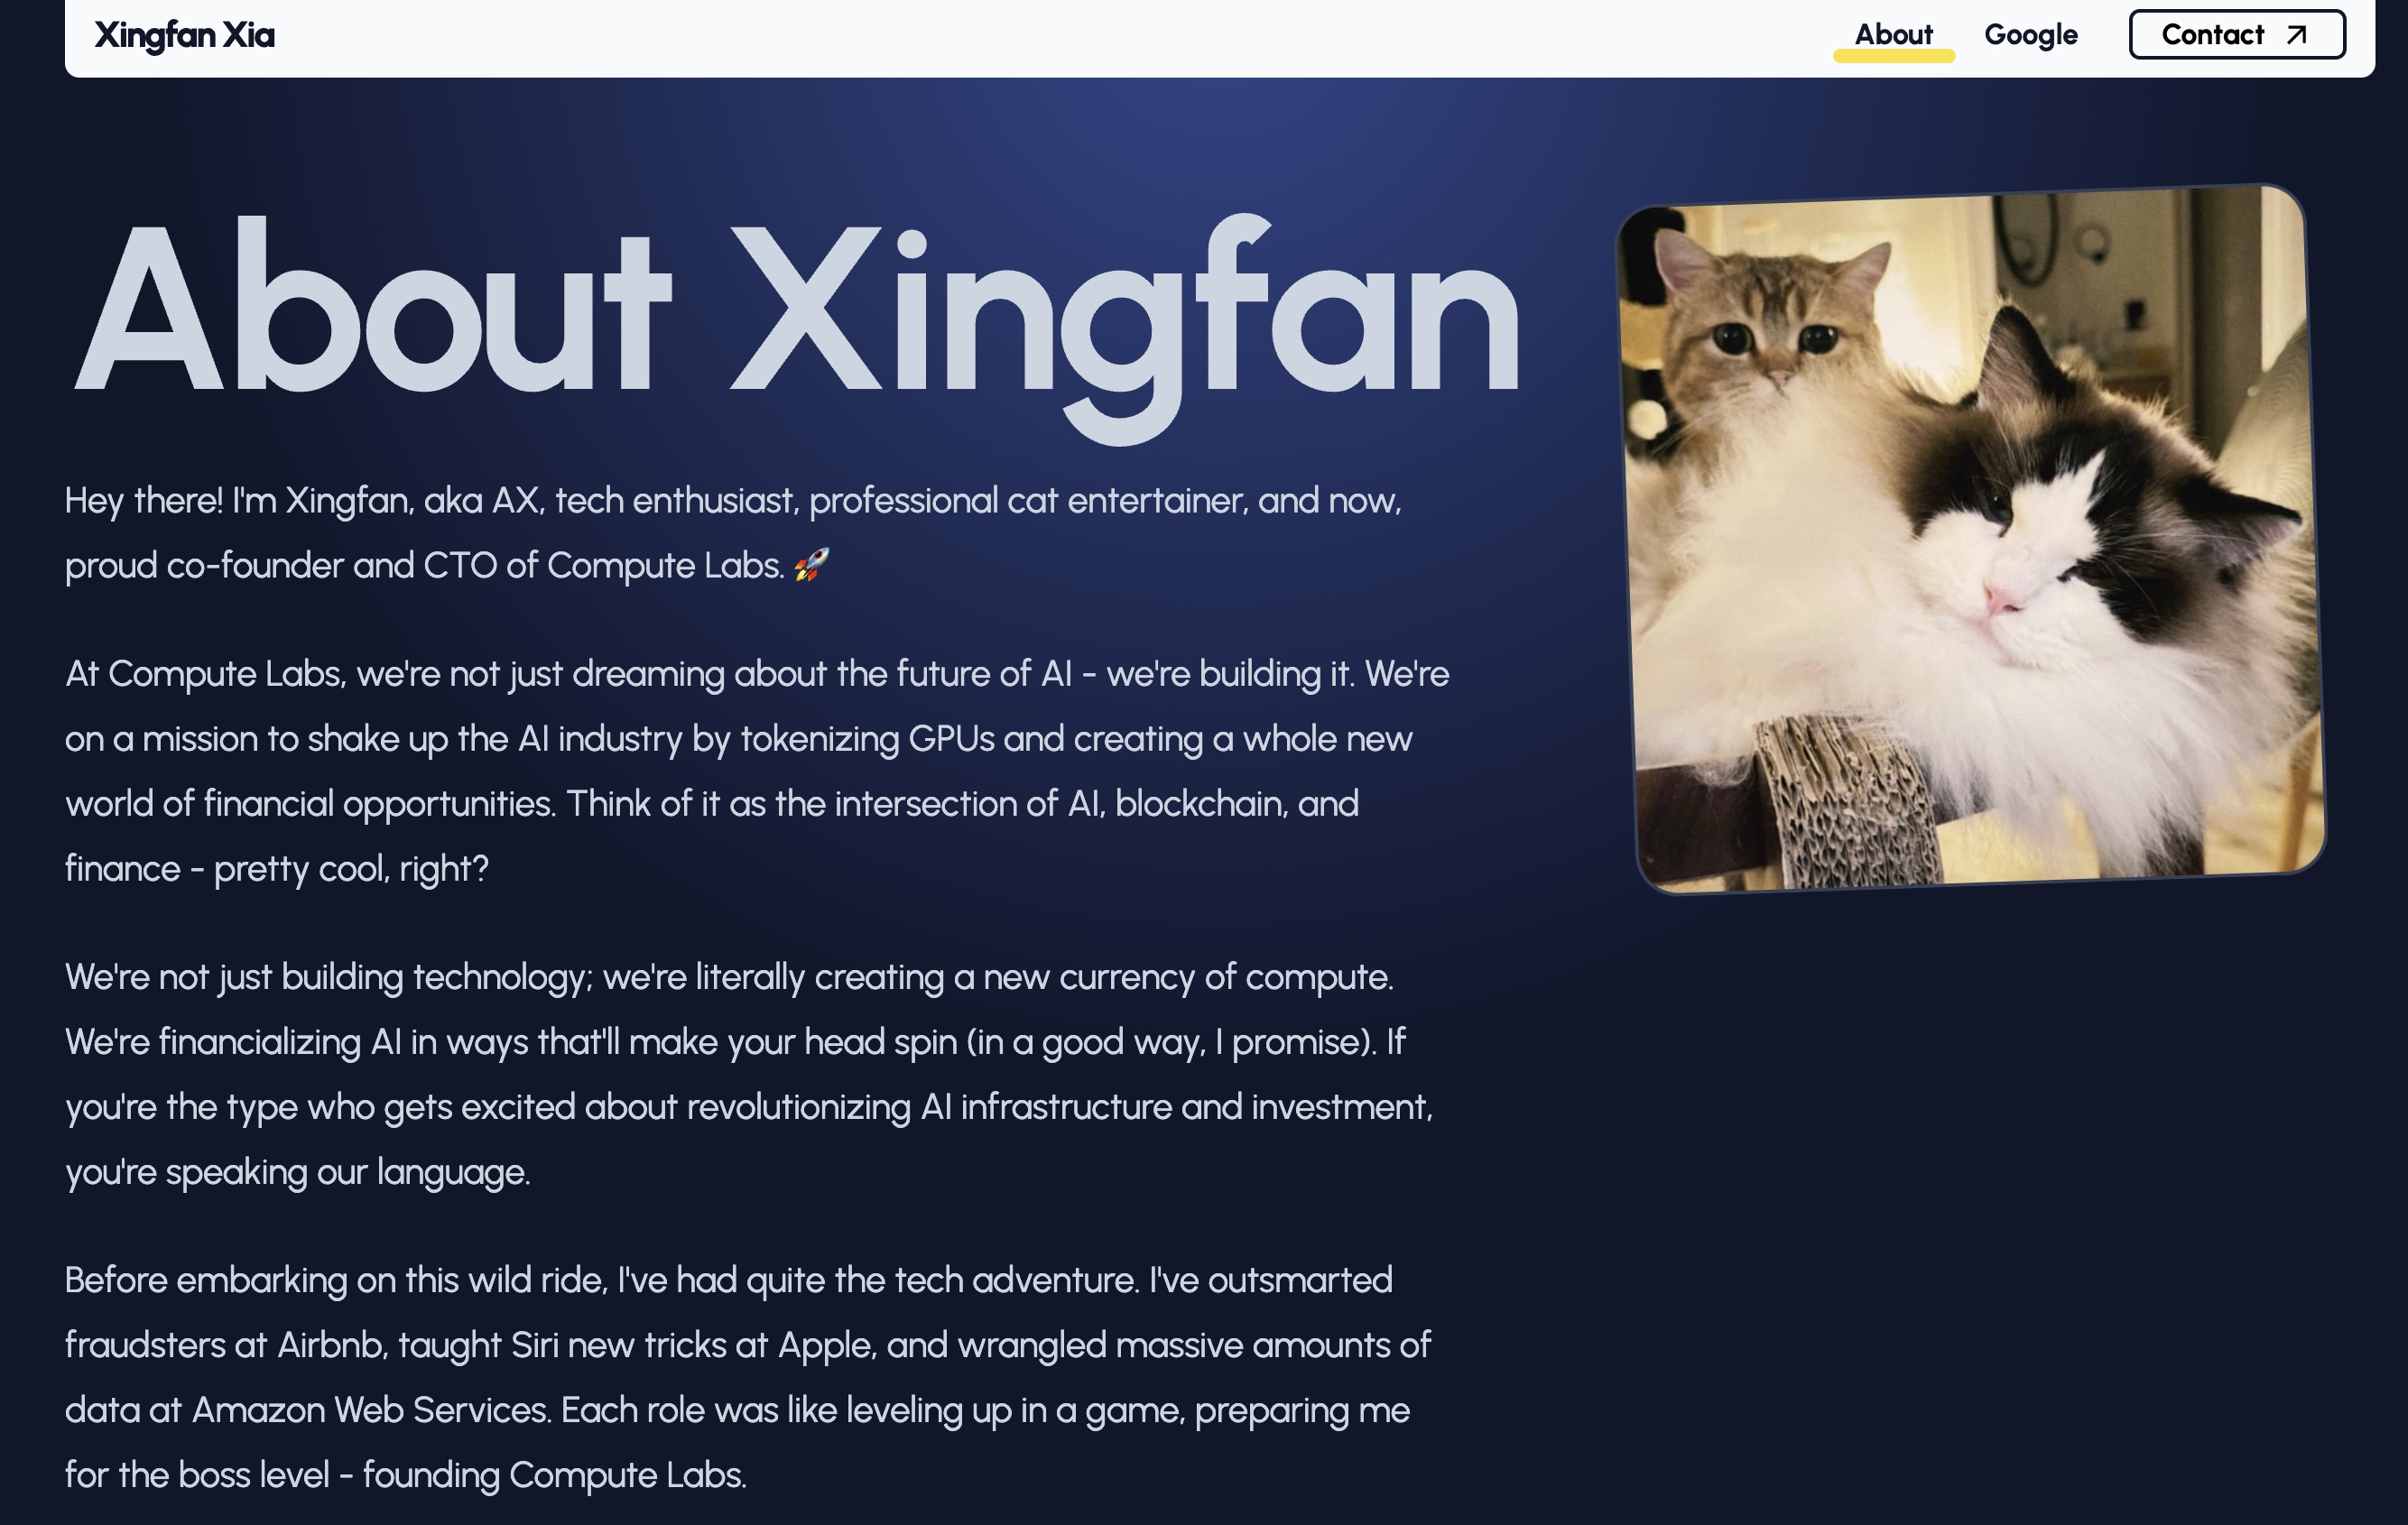 Xingfan Xia
About
Google
Contact
About Xingfan
Hey there! I'm Xingfan, aka AX, tech enthusiast, professional cat entertainer, and now,
proud co-founder and CTO of Compute Labs. 🚀
At Compute Labs, we're not just dreaming about the future of AI - we're building it. We're
on a mission to shake up the AI industry by tokenizing GPUs and creating a whole new
world of financial opportunities. Think of it as the intersection of AI, blockchain, and
finance - pretty cool, right?
We're not just building technology; we're literally creating a new currency of compute.
We're financializing AI in ways that'll make your head spin (in a good way, I promise). If
you're the type who gets excited about revolutionizing AI infrastructure and investment,
you're speaking our language.
Before embarking on this wild ride, I've had quite the tech adventure. I've outsmarted
fraudsters at Airbnb, taught Siri new tricks at Apple, and wrangled massive amounts of
data at Amazon Web Services. Each role was like leveling up in a game, preparing me
for the boss level - founding Compute Labs.